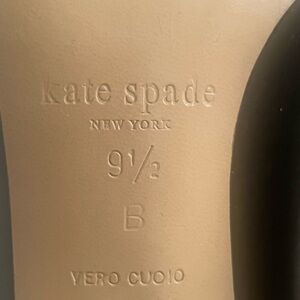 kate spade
NEW YORK
9½
B
VERO CUOIO